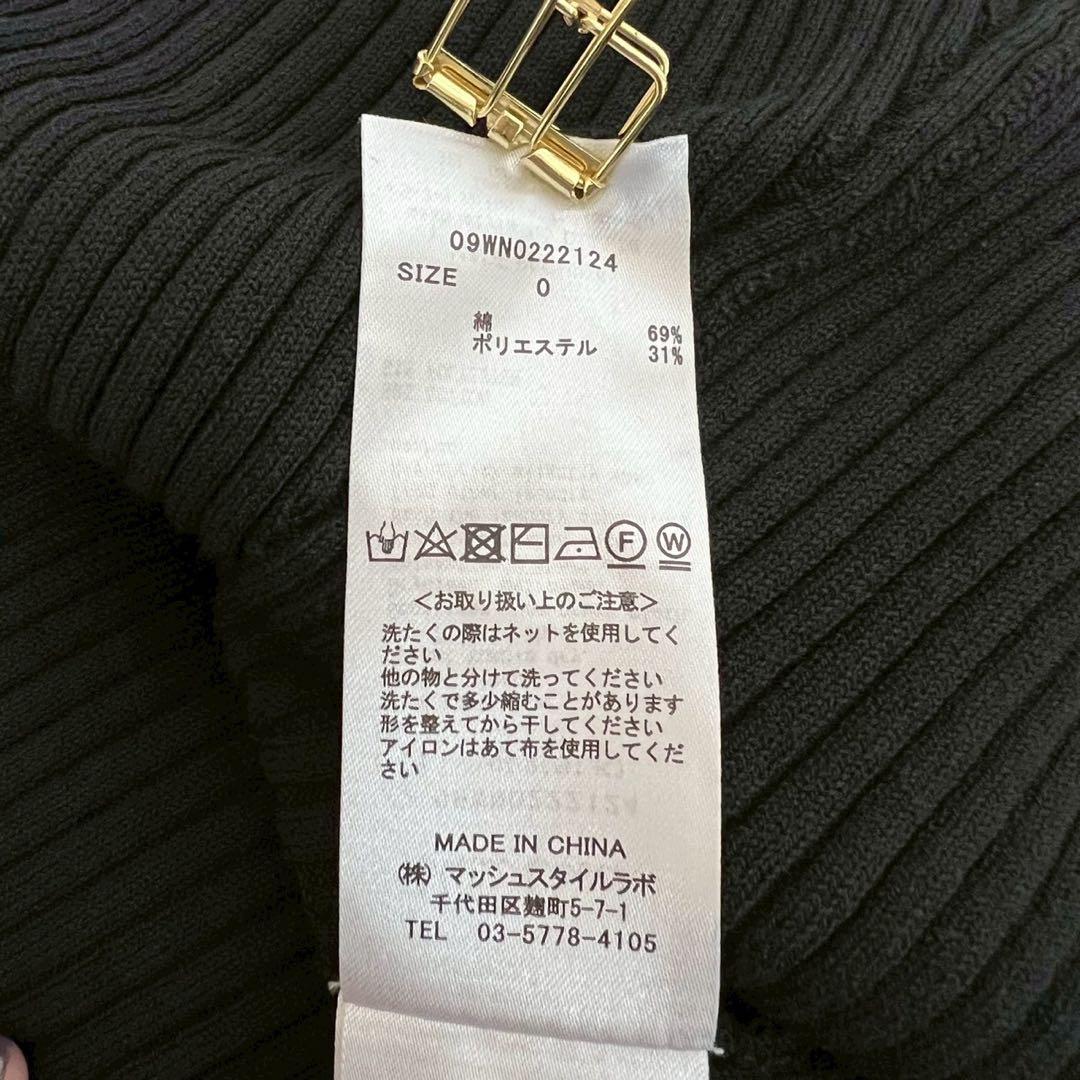 09WN0222124
SIZE 0
綿 69%
ポリエステル 31%
F W
<お取り扱い上のご注意>
洗たくの際はネットを使用してく
ださい
他の物と分けて洗ってください
洗たくで多少縮むことがあります
形を整えてから干してください
アイロンはあて布を使用してくだ
さい
MADE IN CHINA
(株) マッシュスタイルラボ
千代田区麹町5-7-1
TEL 03-5778-4105